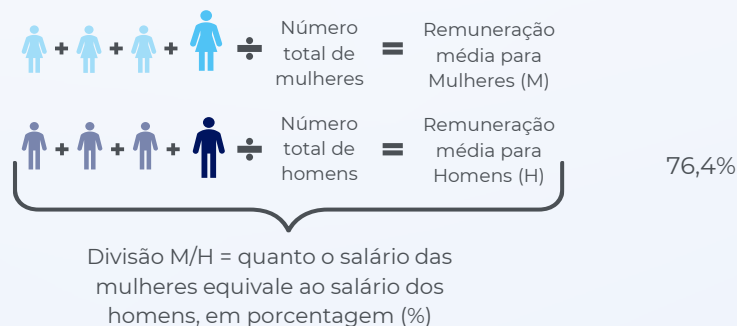 Número
total de
mulheres
Remuneração
média para
Mulheres (M)
Número
total de
homens
Remuneração
média para
Homens (H)
76,4%
Divisão M/H = quanto o salário das
mulheres equivale ao salário dos
homens, em porcentagem (%)